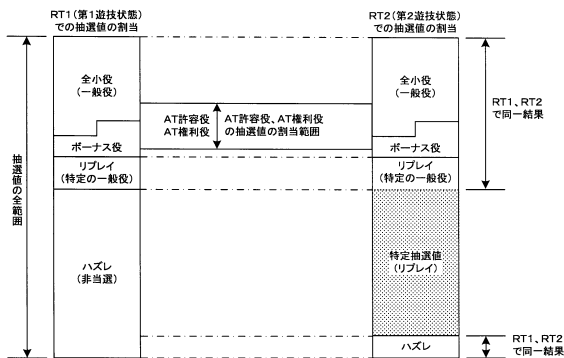 RT1(第1遊技状態)
での抽選値の割当
RT2(第2遊技状態)
での抽選値の割当
全小役
(一般役)
ボーナス役
リプレイ
(特定の一般役)
ハズレ
(非当選)
抽選値の全範囲
AT許容役
AT権利役
AT許容役、AT権利役
の抽選値の割当範囲
全小役
(一般役)
ボーナス役
リプレイ
(特定の一般役)
特定抽選値
(リプレイ)
ハズレ
RT1、RT2
で同一結果
RT1、RT2
で同一結果